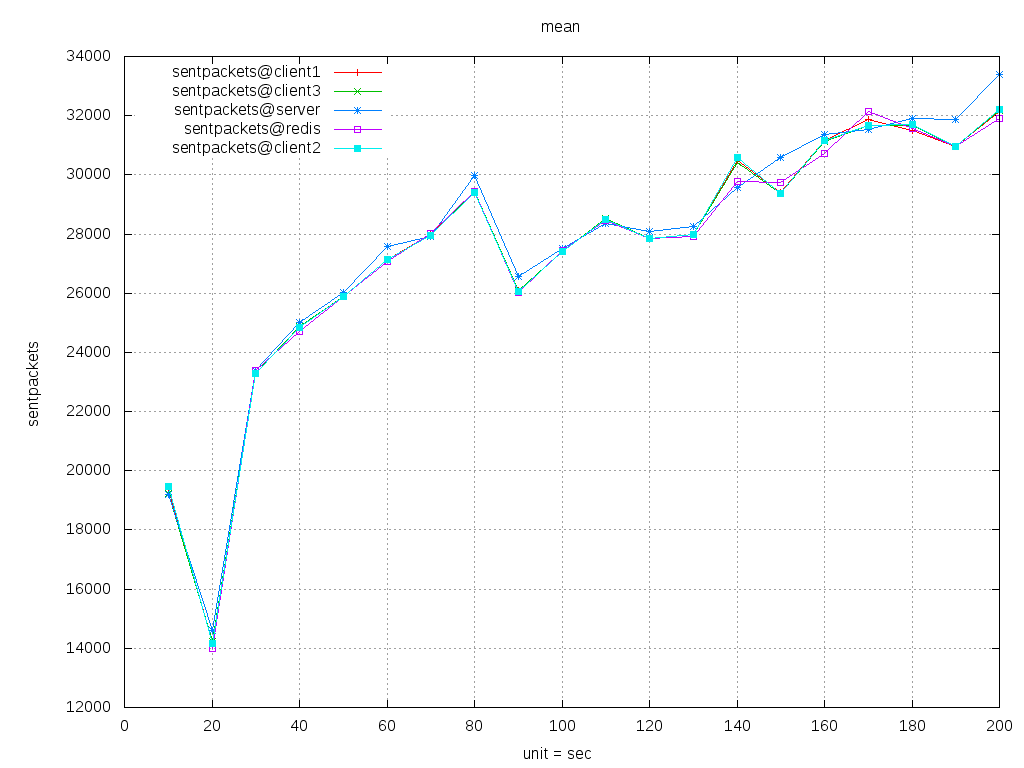 mean
34000
32000
30000
28000
26000
24000
22000
20000
18000
16000
14000
12000
sentpackets
sentpackets@client1
sentpackets@client3
sentpackets@server
sentpackets@redis
sentpackets@client2
0 20 40 60 80 100 120 140 160 180 200
unit = sec